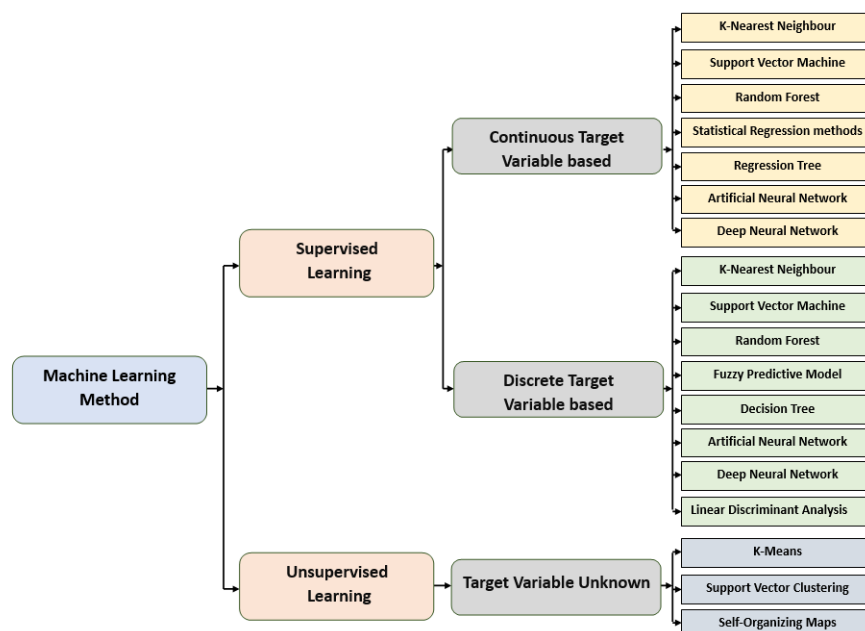 K-Nearest Neighbour
Support Vector Machine
Random Forest
Continuous Target
Variable based
Statistical Regression methods
Regression Tree
Artificial Neural Network
Deep Neural Network
Supervised
Learning
K-Nearest Neighbour
Support Vector Machine
Random Forest
Machine Learning
Method
Discrete Target
Variable based
Fuzzy Predictive Model
Decision Tree
Artificial Neural Network
Deep Neural Network
Linear Discriminant Analysis
Unsupervised
Learning
Target Variable Unknown
K-Means
Support Vector Clustering
Self-Organizing Maps